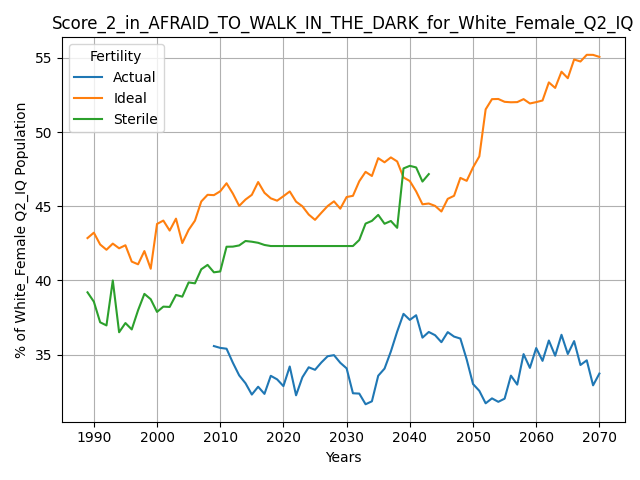 Score_2_in_AFRAID_TO_WALK_IN_THE_DARK_for_White_Female_Q2_IQ
Fertility
Actual
Ideal
Sterile
% of White_Female Q2_IQ Population
55
50
45
40
35
1990 2000 2010 2020 2030 2040 2050 2060 2070
Years